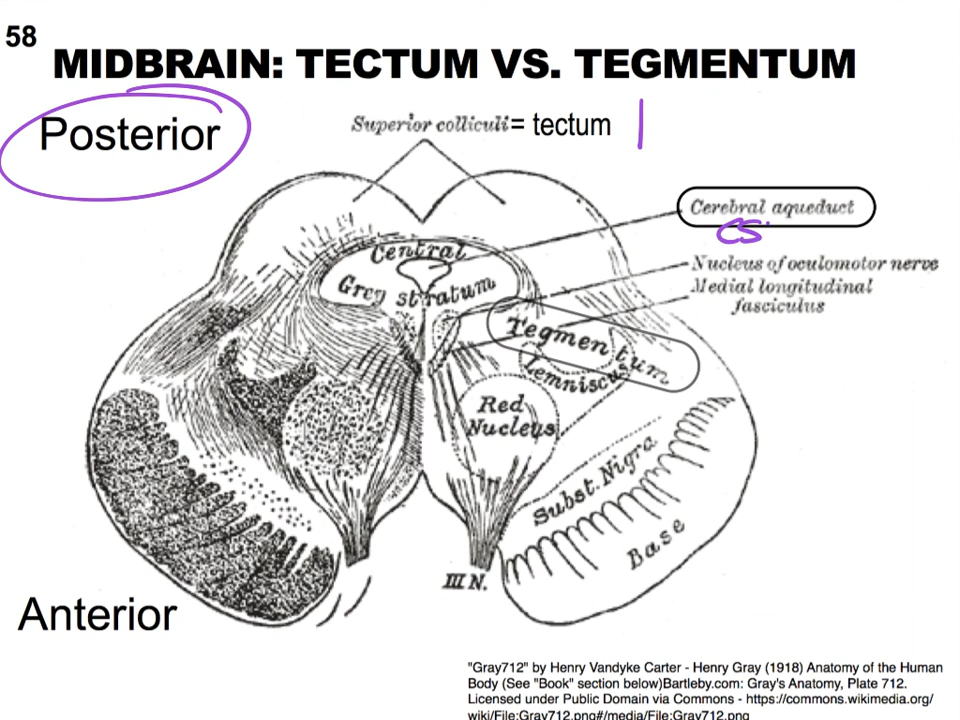 58
MIDBRAIN: TECTUM VS. TEGMENTUM
Posterior
Superior colliculi = tectum
Cerebral aqueduct
CS
Nucleus of oculomotor nerve
Medial longitudinal
fasciculus
Central
Grey stratum
Tegmentum
Lemniscus
Red
Nucleus
Subst. Nigra
Base
III N.
Anterior
"Gray712" by Henry Vandyke Carter - Henry Gray (1918) Anatomy of the Human
Body (See "Book" section below)Bartleby.com: Gray's Anatomy, Plate 712.
Licensed under Public Domain via Commons - https://commons.wikimedia.org/
wiki/File:Gray712.png#/media/File:Gray712.png